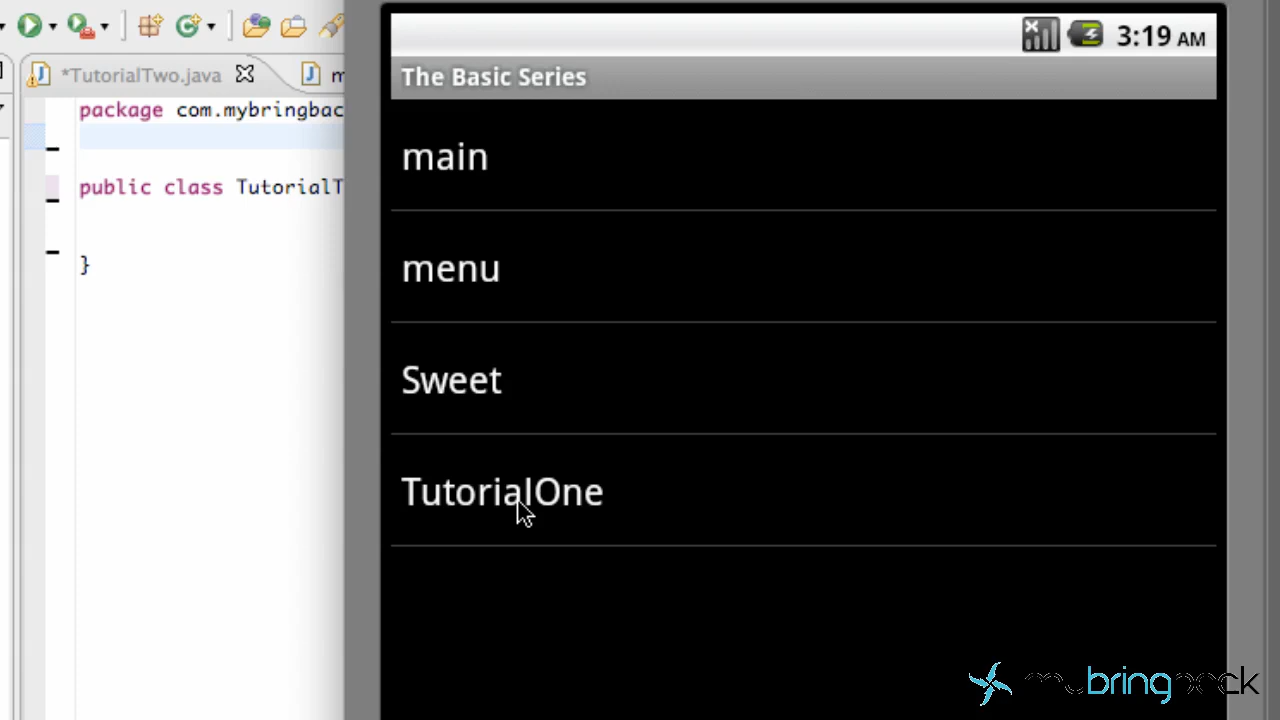 *TutorialTwo.java
package com.mybringbac
public class TutorialT
}
3:19 AM
The Basic Series
main
menu
Sweet
TutorialOne
mybringback